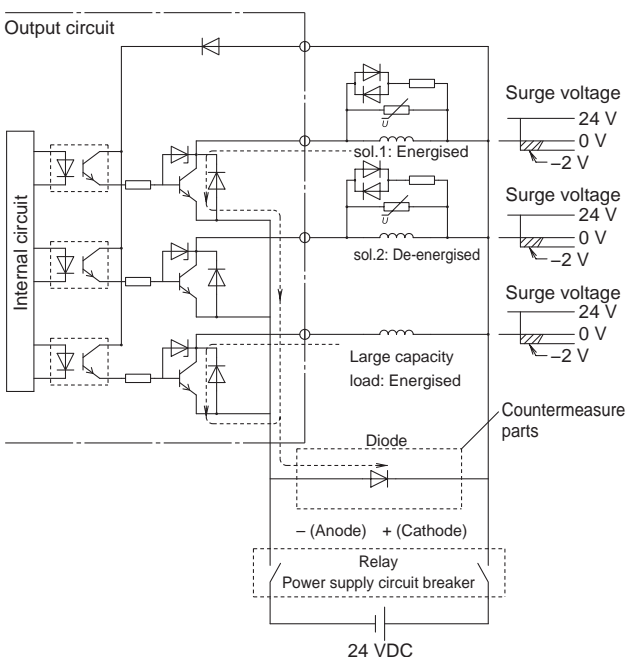 Output circuit
Internal circuit
Surge voltage
24 V
0 V
–2 V
sol.1: Energised
U
Surge voltage
24 V
0 V
–2 V
sol.2: De-energised
U
Surge voltage
24 V
0 V
–2 V
Large capacity
load: Energised
Countermeasure
parts
Diode
– (Anode) + (Cathode)
Relay
Power supply circuit breaker
24 VDC